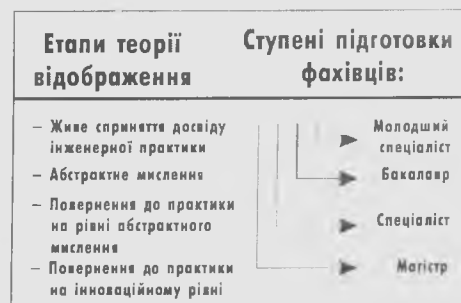 Етапи теорії
відображення
Ступені підготовки
фахівців:
– Живе сприняття досвіду
інженерної практики
– Абстрактне мислення
– Повернення до практики
на рівні абстрактного
мислення
– Повернення до практики
на інноваційному рівні
Молодший
спеціаліст
Бакалавр
Спеціаліст
Магістр